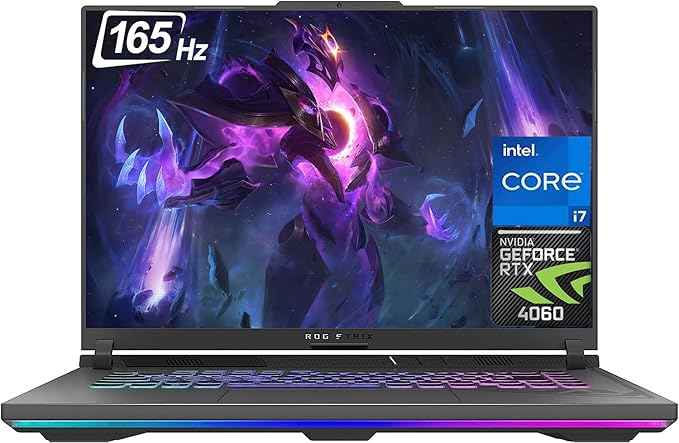 165 Hz
intel.
CORE
i7
NVIDIA
GEFORCE
RTX
4060
ROG STRIX